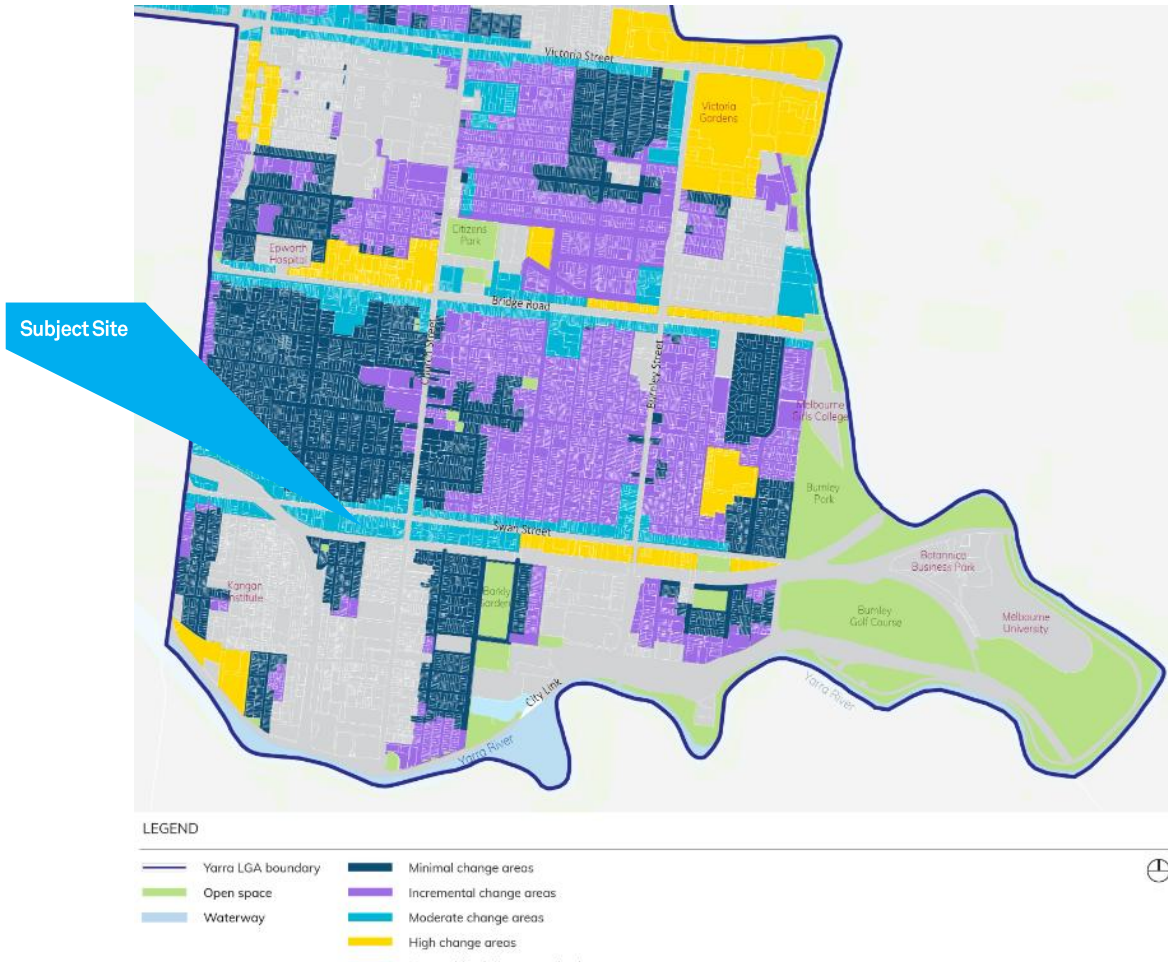 Victoria Street
Victoria
Gardens
Citizens
Park
Epworth
Hospital
Bridge Road
Church Street
Burnley Street
Subject Site
Melbourne
Girls College
Burnley
Park
Swan Street
Botannica
Business Park
Kangan
Institute
Barkly
Gardens
Burnley
Golf Course
Melbourne
University
City Link
Yarra River
Yarra River
LEGEND
Yarra LGA boundary
Open space
Waterway
Minimal change areas
Incremental change areas
Moderate change areas
High change areas